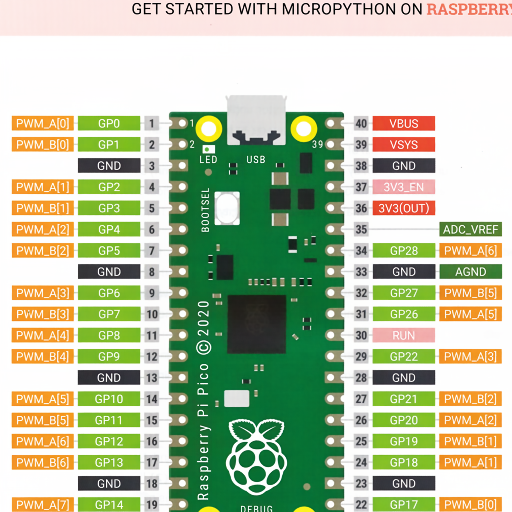 GET STARTED WITH MICROPYTHON ON RASPBERRY
PWM_A[0] GP0 1 1 40 VBUS
PWM_B[0] GP1 2 2 39 39 VSYS
GND 3 LED USB 38 GND
PWM_A[1] GP2 4 37 3V3_EN
PWM_B[1] GP3 5 BOOTSEL 36 3V3(OUT)
PWM_A[2] GP4 6 35 ADC_VREF
PWM_B[2] GP5 7 34 GP28 PWM_A[6]
GND 8 33 GND AGND
PWM_A[3] GP6 9 32 GP27 PWM_B[5]
PWM_B[3] GP7 10 31 GP26 PWM_A[5]
PWM_A[4] GP8 11 30 RUN
PWM_B[4] GP9 12 29 GP22 PWM_A[3]
GND 13 28 GND
PWM_A[5] GP10 14 27 GP21 PWM_B[2]
PWM_B[5] GP11 15 26 GP20 PWM_A[2]
PWM_A[6] GP12 16 25 GP19 PWM_B[1]
PWM_B[6] GP13 17 24 GP18 PWM_A[1]
GND 18 23 GND
PWM_A[7] GP14 19 22 GP17 PWM_B[0]
Raspberry Pi Pico © 2020
DEBUG